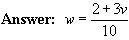 Answer: w = (2 + 3v)/10